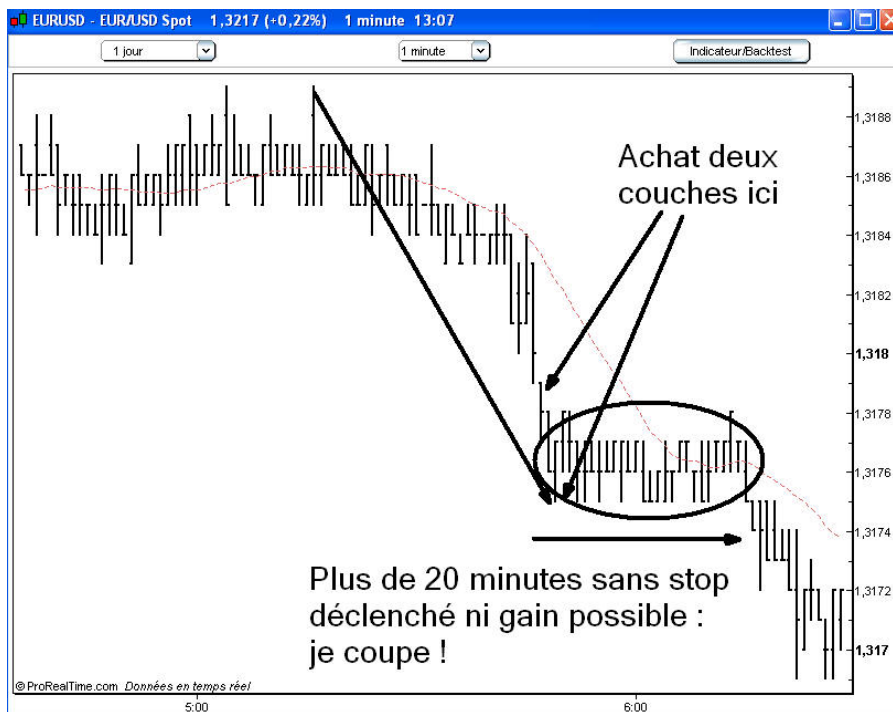 EURUSD - EUR/USD Spot 1,3217 (+0,22%) 1 minute 13:07
1 jour 1 minute Indicateur/Backtest
1,3188
Achat deux
couches ici
1,3186
1,3184
1,3182
1,318
1,3178
1,3176
1,3174
Plus de 20 minutes sans stop
déclenché ni gain possible :
je coupe !
1,3172
1,317
© ProRealTime.com Données en temps réel
5:00 6:00